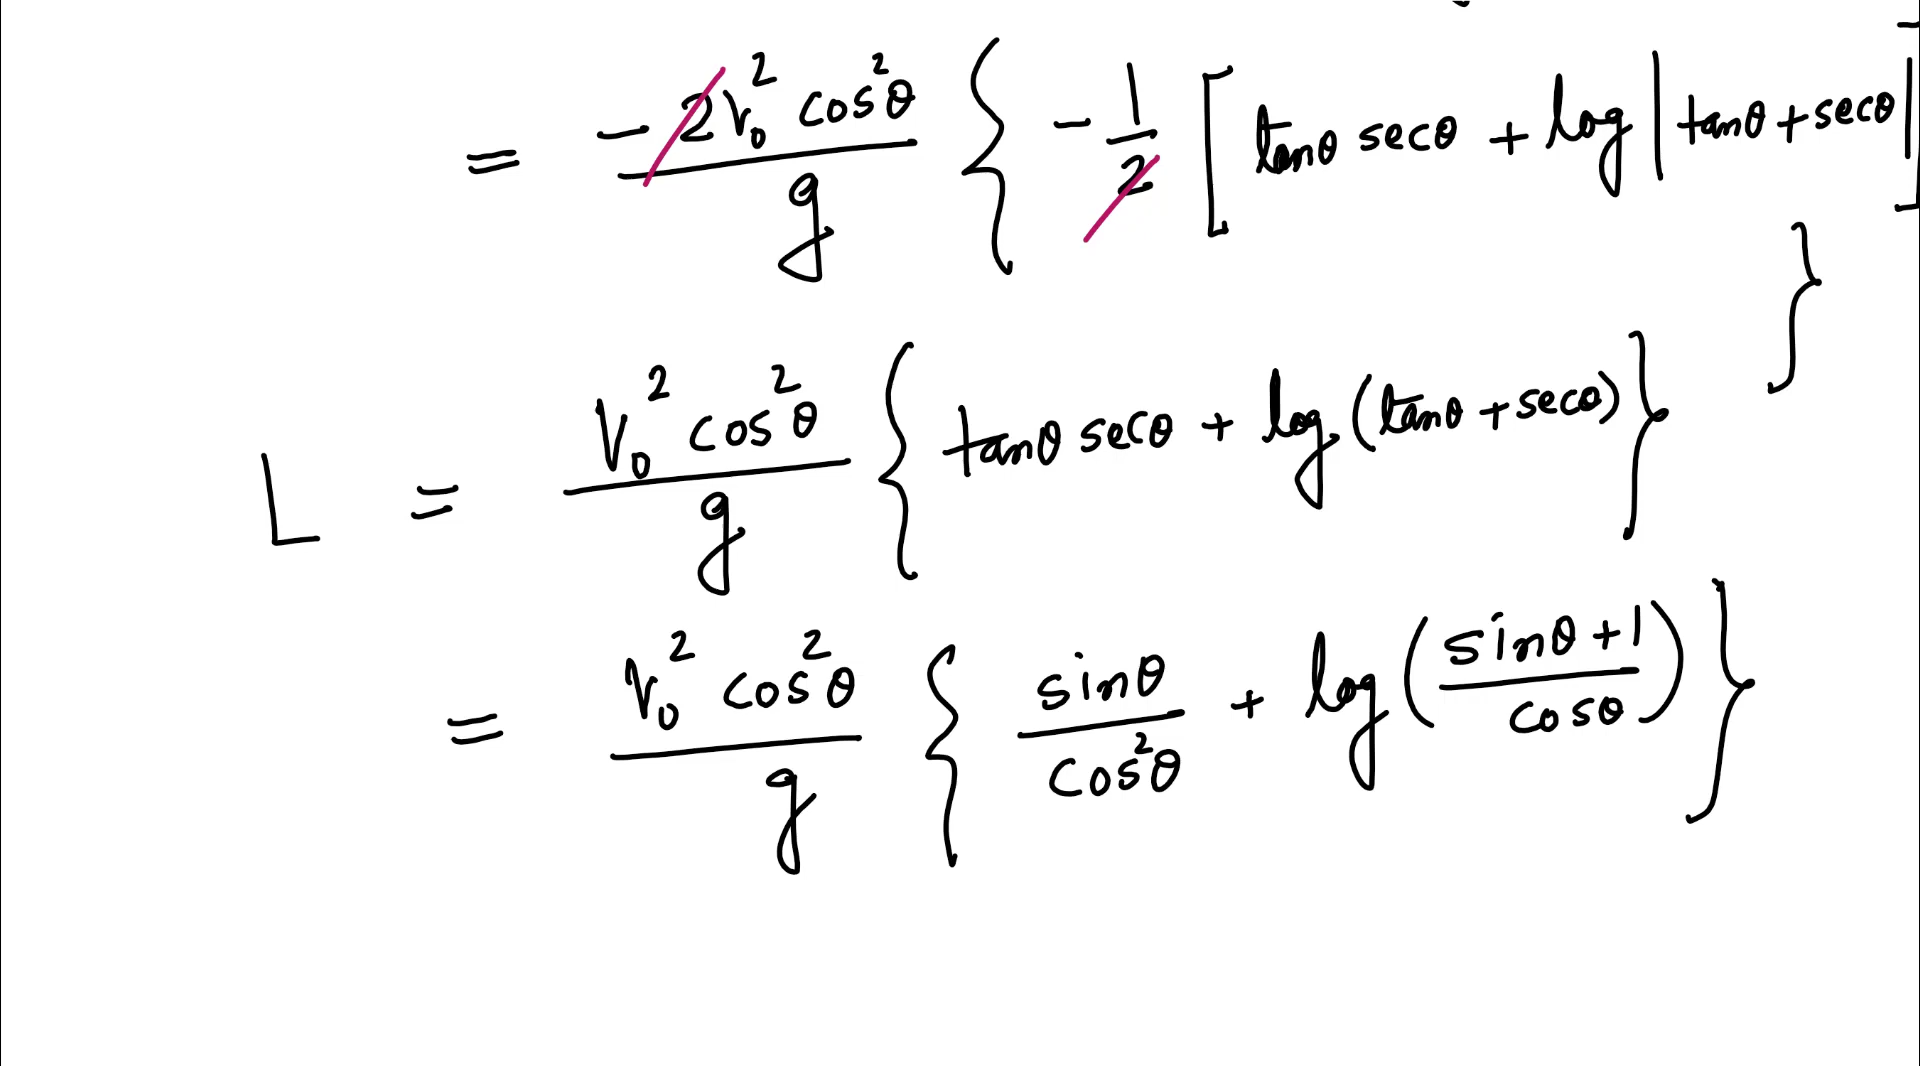 = -2v₀² cos²θ / g { -1/2 [ tanθ secθ + log | tanθ + secθ | ] }
L = v₀² cos²θ / g { tanθ secθ + log (tanθ + secθ) }
= v₀² cos²θ / g { sinθ / cos²θ + log ( sinθ + 1 / cosθ ) }